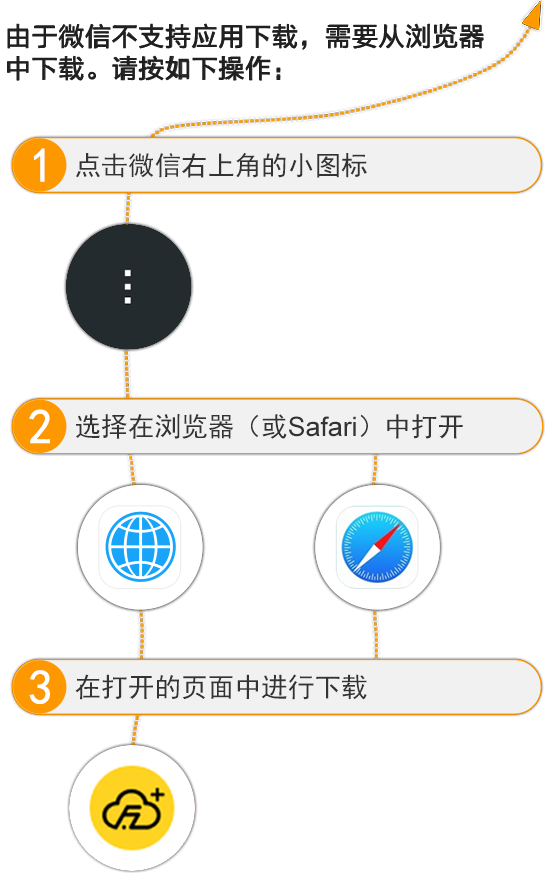 由于微信不支持应用下载，需要从浏览器
中下载。请按如下操作：
1 点击微信右上角的小图标
2 选择在浏览器（或Safari）中打开
3 在打开的页面中进行下载